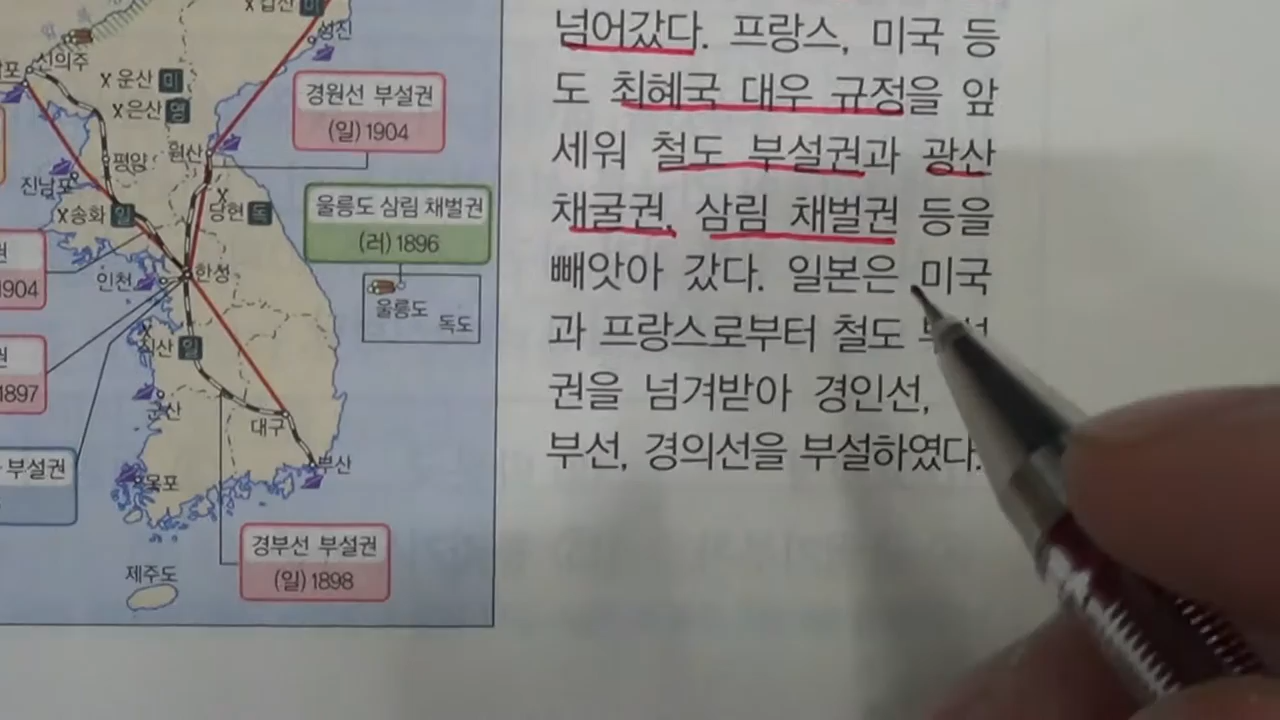 성진
신의주
운산 미
은산 영
경원선 부설권
(일) 1904
평양
원산
진남포
송화 일
당현 독
울릉도 삼림 채벌권
(러) 1896
권
1904
인천
한성
울릉도
독도
권
1897
직산 일
군산
대구
부설권
목포
부산
경부선 부설권
(일) 1898
제주도
넘어갔다. 프랑스, 미국 등
도 최혜국 대우 규정을 앞
세워 철도 부설권과 광산
채굴권, 삼림 채벌권 등을
빼앗아 갔다. 일본은 미국
과 프랑스로부터 철도
권을 넘겨받아 경인선,
부선, 경의선을 부설하였다.